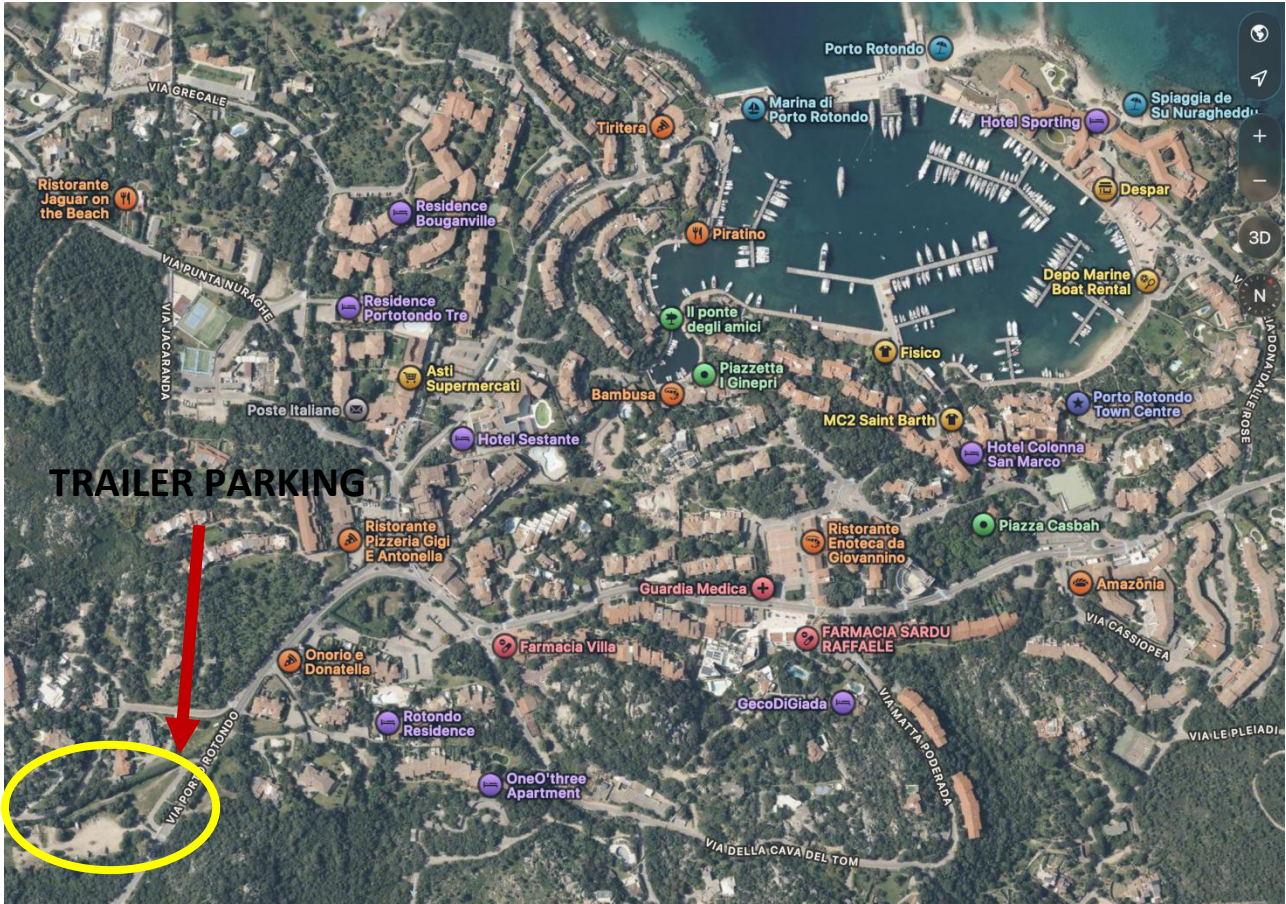 Porto Rotondo
VIA GRECALE
Marina di
Porto Rotondo
Spiaggia de
Su Nuragheddu
Tiritera
Hotel Sporting
+
−
Ristorante
Jaguar on
the Beach
Residence
Bouganville
Despar
Piratino
3D
VIA PUNTA NURAGHE
Depo Marine
Boat Rental
N
Residence
Portotondo Tre
VIA JACARANDA
Il ponte
degli amici
Fisico
Asti
Supermercati
Piazzetta
I Ginepri
Bambusa
Poste Italiane
Porto Rotondo
Town Centre
DONA DALLE ROSE
MC2 Saint Barth
Hotel Sestante
Hotel Colonna
San Marco
TRAILER PARKING
Ristorante
Pizzeria Gigi
E Antonella
Ristorante
Enoteca da
Giovannino
Piazza Casbah
Guardia Medica
Amazōnia
VIA CASSIOPEA
FARMACIA SARDU
RAFFAELE
Farmacia Villa
Onorio e
Donatella
GecoDiGiada
VIA MATTA PODERADA
Rotondo
Residence
VIA LE PLEIADI
VIA PORTO ROTONDO
OneO'three
Apartment
VIA DELLA CAVA DEL TOM